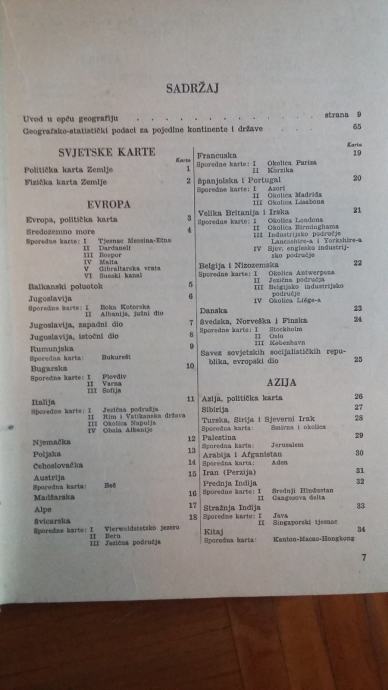 SADRŽAJ
Uvod u opću geografiju . . . . . . . . . . . . . strana 9
Geografsko-statistički podaci za pojedine kontinente i države . . . . 65
SVJETSKE KARTE
Karta
Politička karta Zemlje 1
Fizička karta Zemlje 2
EVROPA
Evropa, politička karta 3
Sredozemno more 4
Sporedne karte: I Tjesnac Messina-Etna
II Dardaneli
III Bospor
IV Malta
V Gibraltarska vrata
VI Sueski kanal
Balkanski poluotok 5
Jugoslavija 6
Sporedne karte: I Boka Kotorska
II Albanija, južni dio
Jugoslavija, zapadni dio 7
Jugoslavija, istočni dio 8
Rumunjska 9
Sporedna karta: Bukurešt
Bugarska 10
Sporedne karte: I Plovdiv
II Varna
III Sofija
Italija 11
Sporedne karte: I Jezična područja
II Rim i Vatikanska država
III Okolica Napulja
IV Obala Albanije
Njemačka 12
Poljska 13
Čehoslovačka 14
Austrija 15
Sporedna karta: Beč
Madžarska 16
Alpe 17
Švicarska 18
Sporedne karte: I Vierwaldstetsko jezero
II Bern
III Jezična područja
Karta
Francuska 19
Sporedne karte: I Okolica Pariza
II Korzika
Španjolska i Portugal 20
Sporedne karte: I Azori
II Okolica Madrida
III Okolica Lisabona
Velika Britanija i Irska 21
Sporedne karte: I Okolica Londona
II Okolica Birminghama
III Industrijsko područje
Lancashire-a i Yorkshire-a
IV Sjev. englesko industrij-
sko područje
Belgija i Nizozemska 22
Sporedne karte: I Okolica Antwerpena
II Jezična područja
III Belgijsko industrijsko
područje
IV Okolica Liége-a
Danska 23
Švedska, Norveška i Finska 24
Sporedne karte: I Stockholm
II Oslo
III København
Savez sovjetskih socijalističkih repu-
blika, evropski dio 25
AZIJA
Azija, politička karta 26
Sibirija 27
Turska, Sirija i Sjeverni Irak 28
Sporedna karta: Smirna i okolica
Palestina 29
Sporedna karta: Jerusalem
Arabija i Afganistan 30
Sporedna karta: Aden
Iran (Perzija) 31
Prednja Indija 32
Sporedne karte: I Srednji Hindustan
II Gangesova delta
Stražnja Indija 33
Sporedne karte: I Java
II Singaporski tjesnac
Kitaj 34
Sporedna karta: Kanton-Macao-Hongkong
7